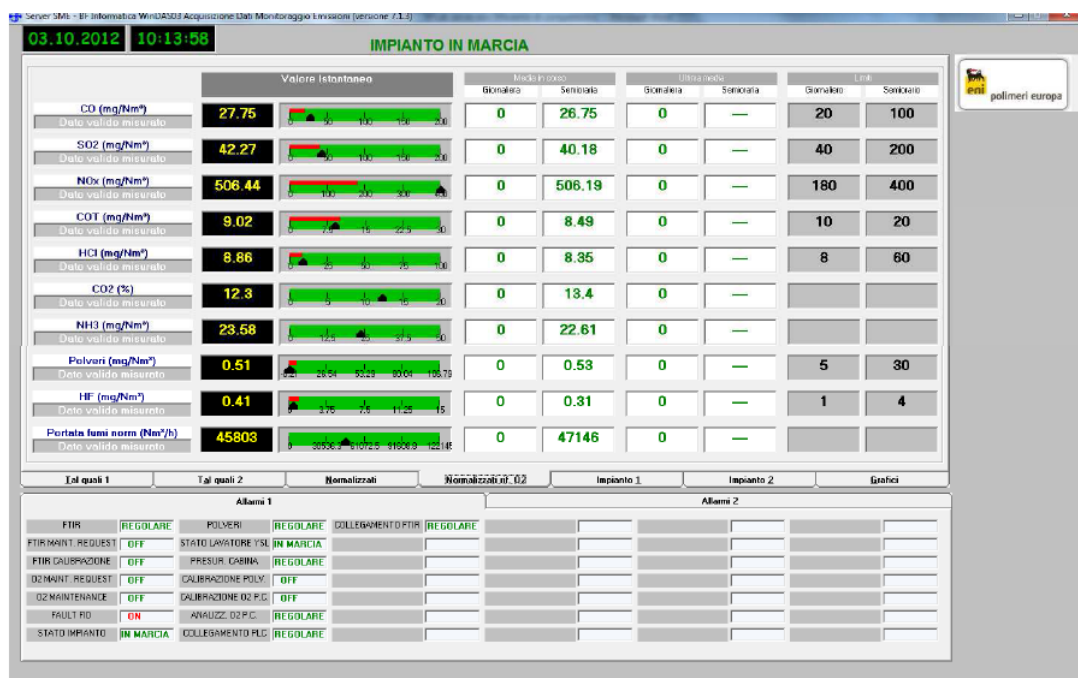 Server SME - BF Informatica WinDAS03 Acquisizione Dati Monitoraggio Emissioni (versione 7.1.3)
03.10.2012 10:13:58
IMPIANTO IN MARCIA
eni polimeri europa
Valore Istantaneo Media in corso Ultima media Limiti
Giornaliera Semioraria Giornaliera Semioraria Giornaliero Semiorario
CO (mg/Nm³) 27.75 0 50 100 150 200 0 26.75 0 — 20 100
Dato valido misurato
SO2 (mg/Nm³) 42.27 0 50 100 150 200 0 40.18 0 — 40 200
Dato valido misurato
NOx (mg/Nm³) 506.44 0 100 200 300 400 0 506.19 0 — 180 400
Dato valido misurato
COT (mg/Nm³) 9.02 0 7.5 15 22.5 30 0 8.49 0 — 10 20
Dato valido misurato
HCl (mg/Nm³) 8.86 0 25 50 75 100 0 8.35 0 — 8 60
Dato valido misurato
CO2 (%) 12.3 0 5 10 15 20 0 13.4 0 —
Dato valido misurato
NH3 (mg/Nm³) 23.58 0 12.5 25 37.5 50 0 22.61 0 —
Dato valido misurato
Polveri (mg/Nm³) 0.51 26.54 53.29 80.04 106.79 0 0.53 0 — 5 30
Dato valido misurato
HF (mg/Nm³) 0.41 0 3.75 7.5 11.25 15 0 0.31 0 — 1 4
Dato valido misurato
Portata fumi norm (Nm³/h) 45803 0 30536.3 61072.5 0 47146 0 —
Dato valido misurato
Tal quali 1 Tal quali 2 Normalizzati Normalizzati rif. O2 Impianto 1 Impianto 2 Grafici
Allarmi 1 Allarmi 2
FTIR REGOLARE POLVERI REGOLARE COLLEGAMENTO FTIR REGOLARE
FTIR MAINT. REQUEST OFF STATO LAVATORE YSL IN MARCIA
FTIR CALIBRAZIONE OFF PRESUR. CABINA REGOLARE
O2 MAINT. REQUEST OFF CALIBRAZIONE POLV. OFF
O2 MAINTENANCE OFF CALIBRAZIONE O2 P.C. OFF
FAULT FID ON ANALIZZ. O2 P.C. REGOLARE
STATO IMPIANTO IN MARCIA COLLEGAMENTO PLC REGOLARE